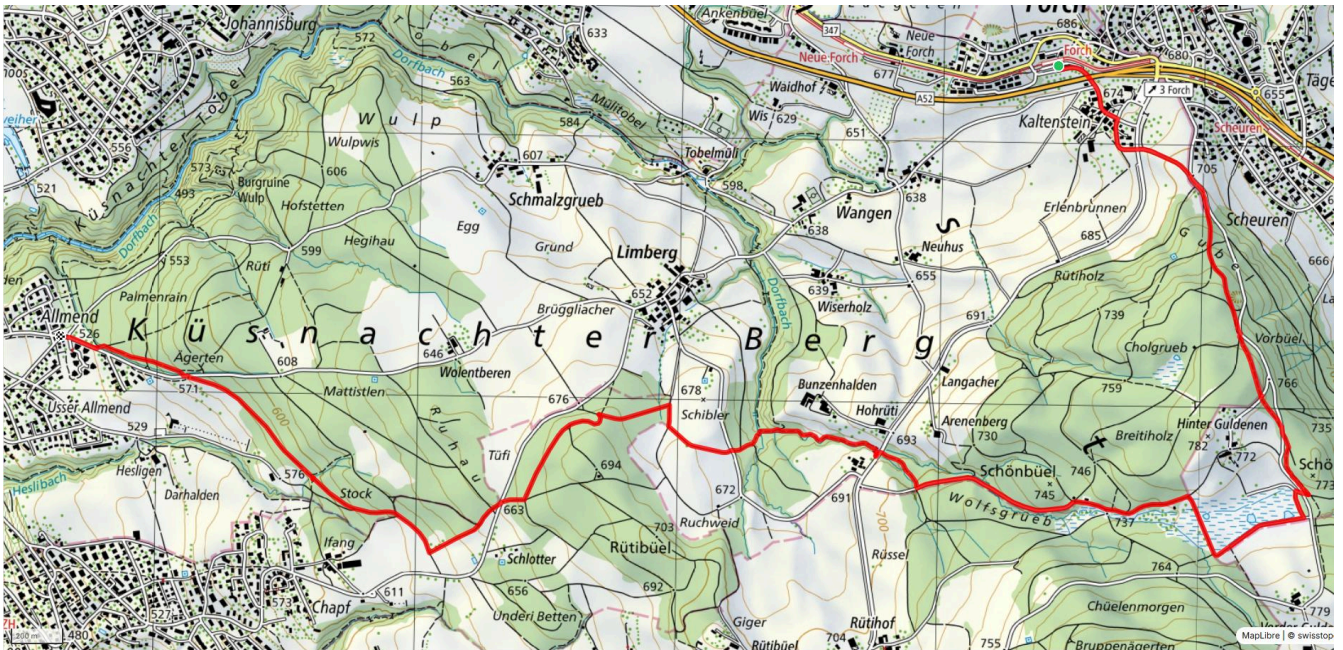 Johannisburg
572
Tobel
Dorfbach
563
633
Ankenbüel
347
Neue
Forch
Neue Forch
677
Forch
686
Forch
680
A52
674
3 Forch
655
Täge
Scheuren
Kaltenstein
Waidhof
Wis
629
651
Mülitobel
584
Tobelmüli
598
Wulp
Wulpwis
606
607
Schmalzgrueb
556
521
Küsnachter Tobel
573
493
Burgruine
Wulp
Hofstetten
Dorfbach
Egg
Grund
Limberg
652
Wangen
638
638
S
Neuhus
655
639
Wiserholz
Erlenbrunnen
685
705
Scheuren
Gubel
Rütiholz
666
Hegihau
599
Rüti
553
Palmenrain
Allmend
526
Brüggliacher
Dorfbach
691
739
Cholgrueb
Vorbüel
Küsnachter Berg
Ägerten
608
646
Wolentberen
571
Mattistlen
600
Usser Allmend
529
676
678
Schibler
Bunzenhalden
Hohrüti
Langacher
Arenenberg
730
759
766
Hinter Guldenen
782
772
735
Breitiholz
693
Ruhau
Tüfi
694
Schönbüel
746
745
773
Hesligen
Heslibach
Darhalden
576
Stock
663
672
691
Wolfsgrueb
737
Ruchweid
703
700
Ifang
Schlotter
Rütibüel
Rüssel
764
692
656
Chapf
611
573
527
Underi Betten
Giger
Rütibüel
704
Rütihof
755
Chüelenmorgen
779
Bruppenägerten
ZH
480
200 m
MapLibre | © swisstop